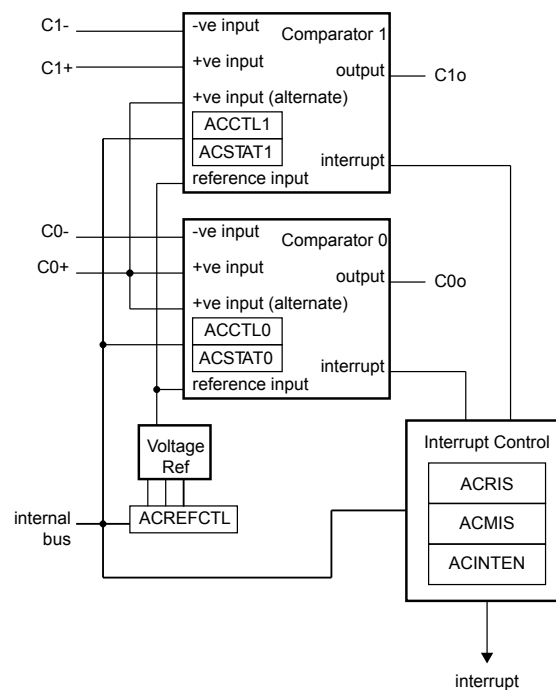 C1-
-ve input
Comparator 1
C1+
+ve input
output
C1o
+ve input (alternate)
ACCTL1
ACSTAT1
interrupt
reference input
C0-
-ve input
Comparator 0
C0+
+ve input
output
C0o
+ve input (alternate)
ACCTL0
ACSTAT0
interrupt
reference input
Voltage
Ref
Interrupt Control
ACRIS
internal
bus
ACREFCTL
ACMIS
ACINTEN
interrupt